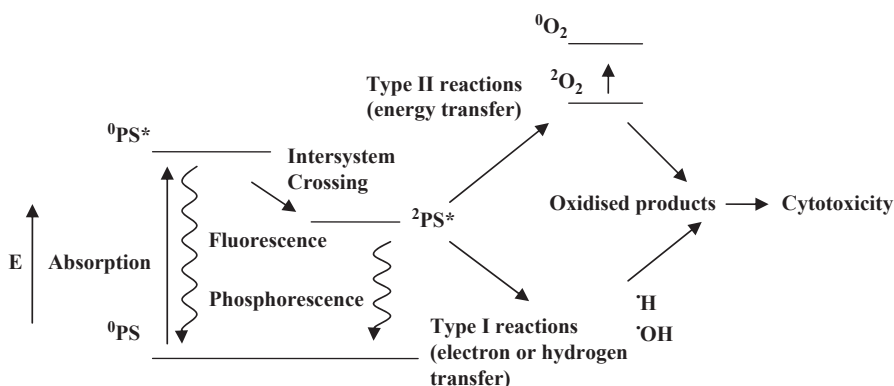 ⁰O₂
²O₂
Type II reactions
(energy transfer)
⁰PS*
Intersystem
Crossing
²PS*
Oxidised products
Cytotoxicity
Fluorescence
E
Absorption
Phosphorescence
⁰PS
Type I reactions
(electron or hydrogen
transfer)
˙H
˙OH